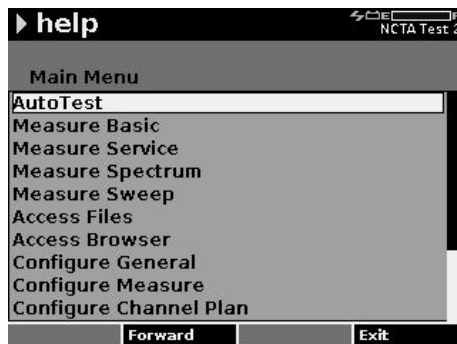 help
E F
NCTA Test 2
Main Menu
AutoTest
Measure Basic
Measure Service
Measure Spectrum
Measure Sweep
Access Files
Access Browser
Configure General
Configure Measure
Configure Channel Plan
Forward Exit